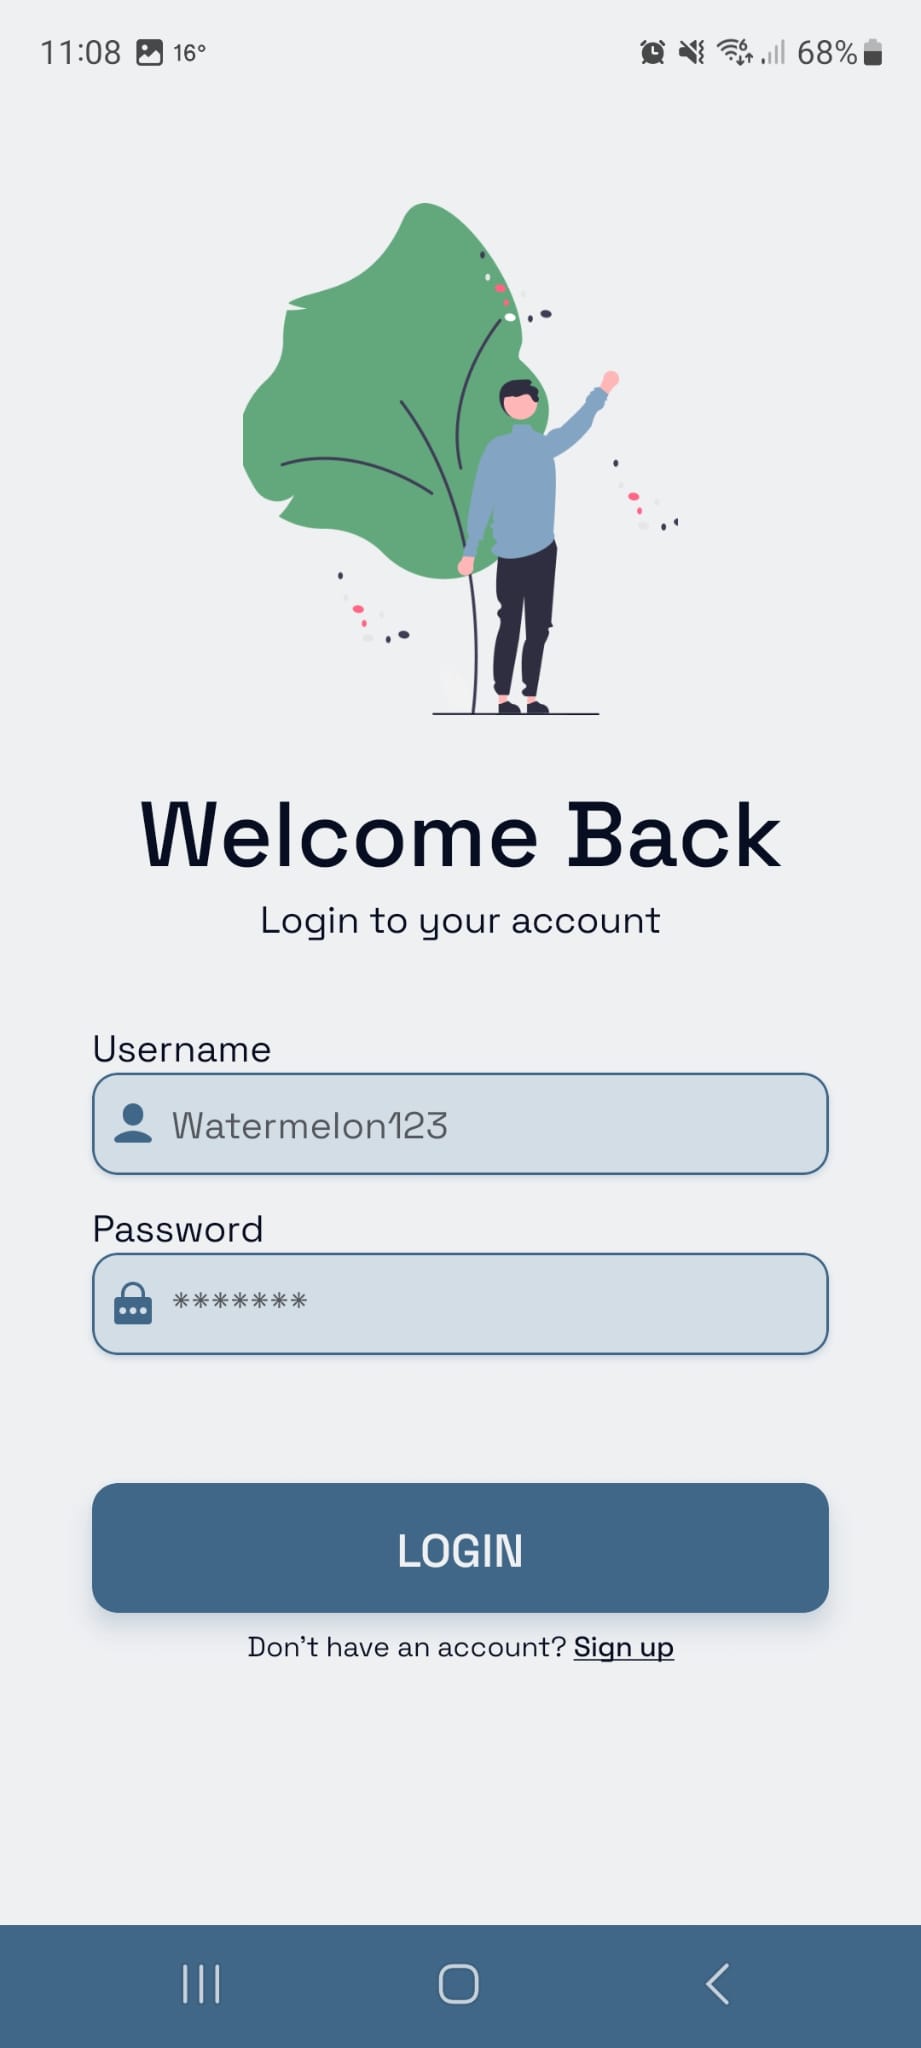 11:08 16° 68%
Welcome Back
Login to your account
Username
Watermelon123
Password
*******
LOGIN
Don't have an account? Sign up